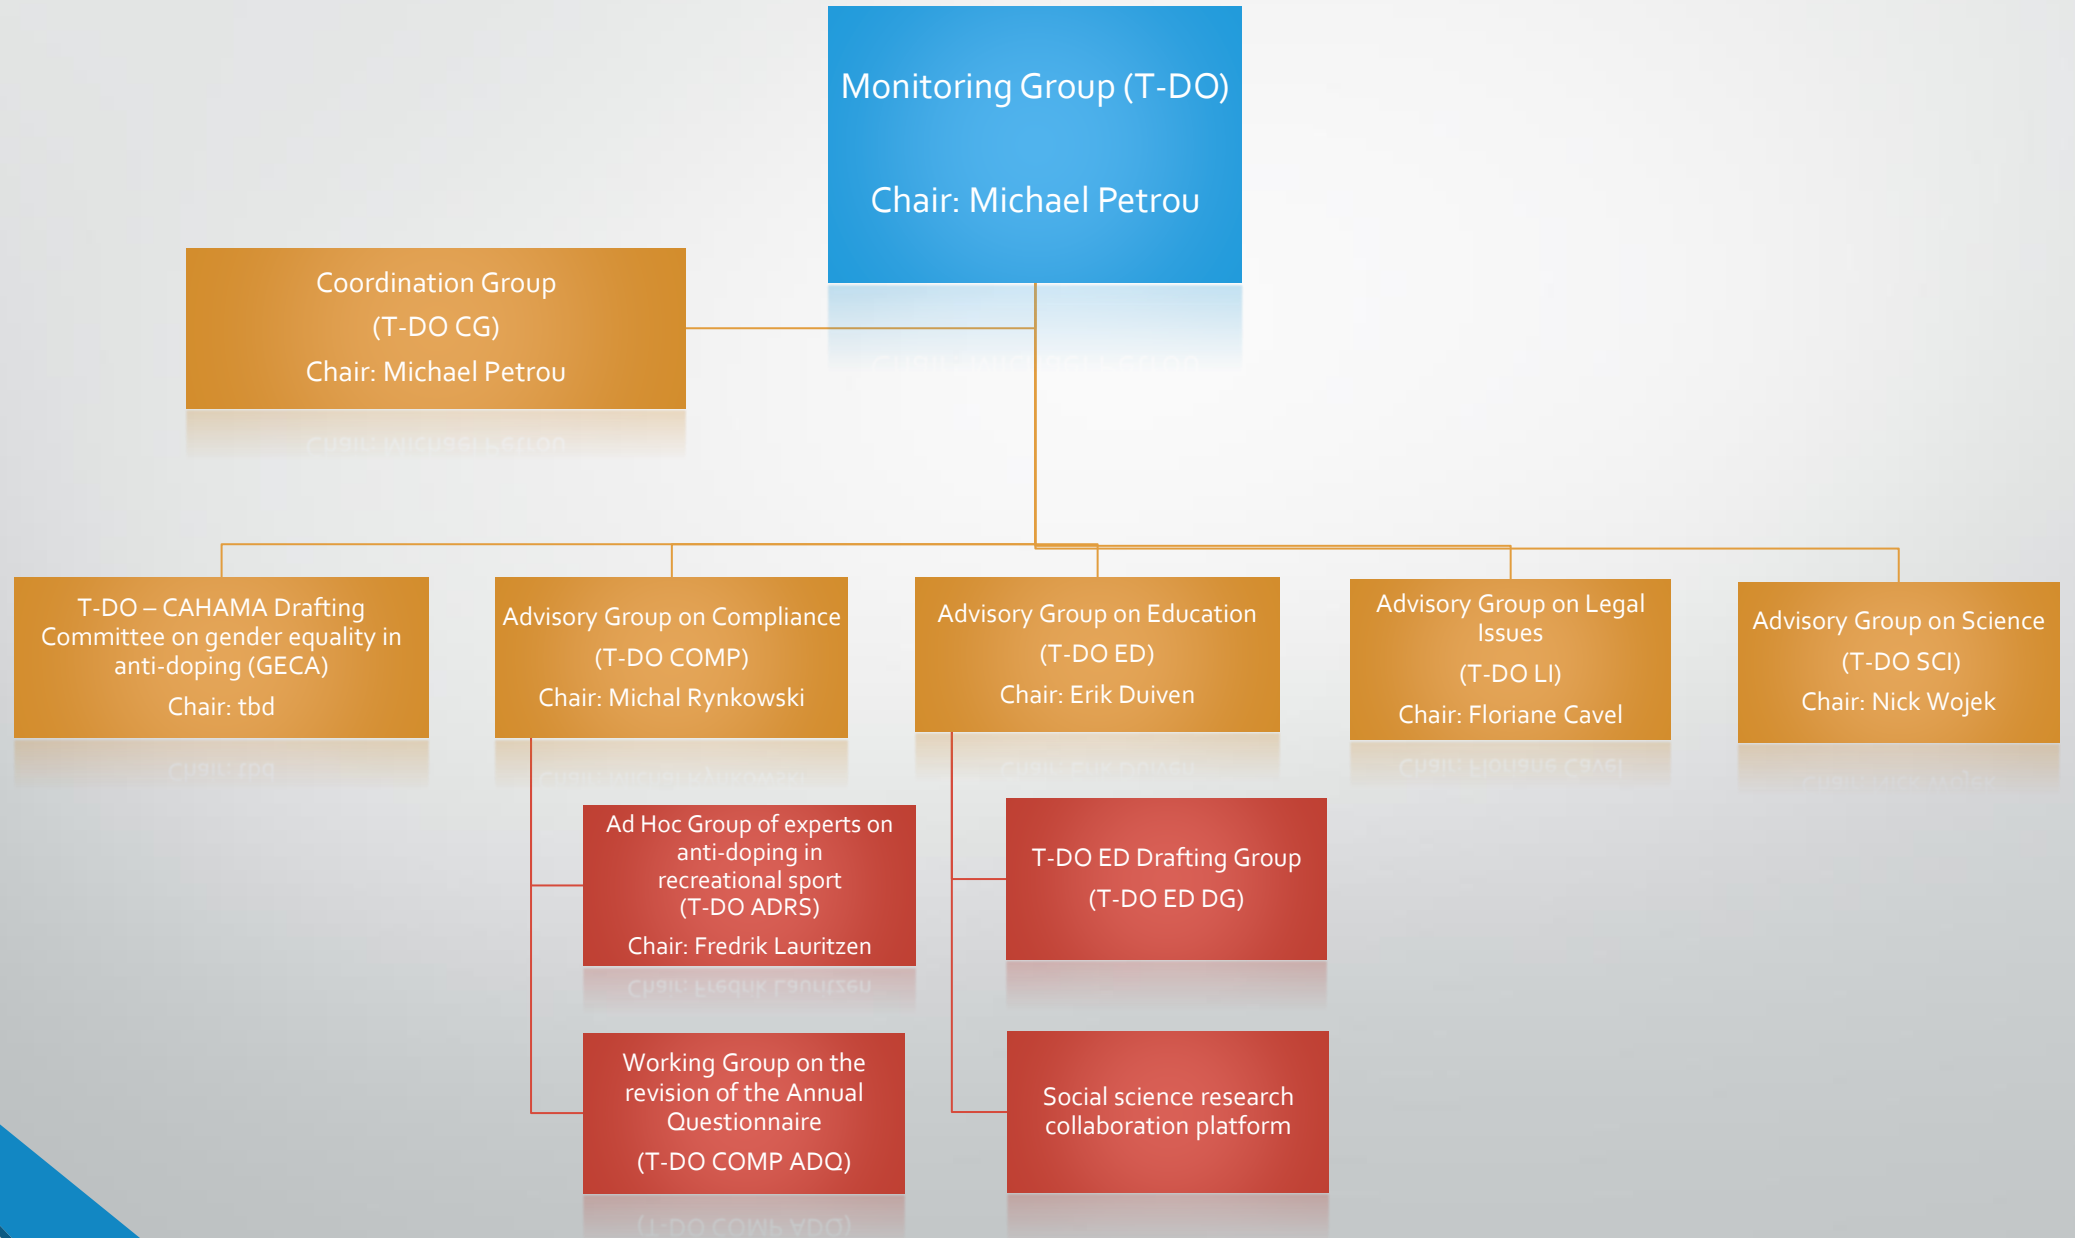 Monitoring Group (T-DO)
Chair: Michael Petrou
Coordination Group
(T-DO CG)
Chair: Michael Petrou
T-DO – CAHAMA Drafting
Committee on gender equality in
anti-doping (GECA)
Chair: tbd
Advisory Group on Compliance
(T-DO COMP)
Chair: Michal Rynkowski
Advisory Group on Education
(T-DO ED)
Chair: Erik Duiven
Advisory Group on Legal
Issues
(T-DO LI)
Chair: Floriane Cavel
Advisory Group on Science
(T-DO SCI)
Chair: Nick Wojek
Ad Hoc Group of experts on
anti-doping in
recreational sport
(T-DO ADRS)
Chair: Fredrik Lauritzen
Working Group on the
revision of the Annual
Questionnaire
(T-DO COMP ADQ)
T-DO ED Drafting Group
(T-DO ED DG)
Social science research
collaboration platform